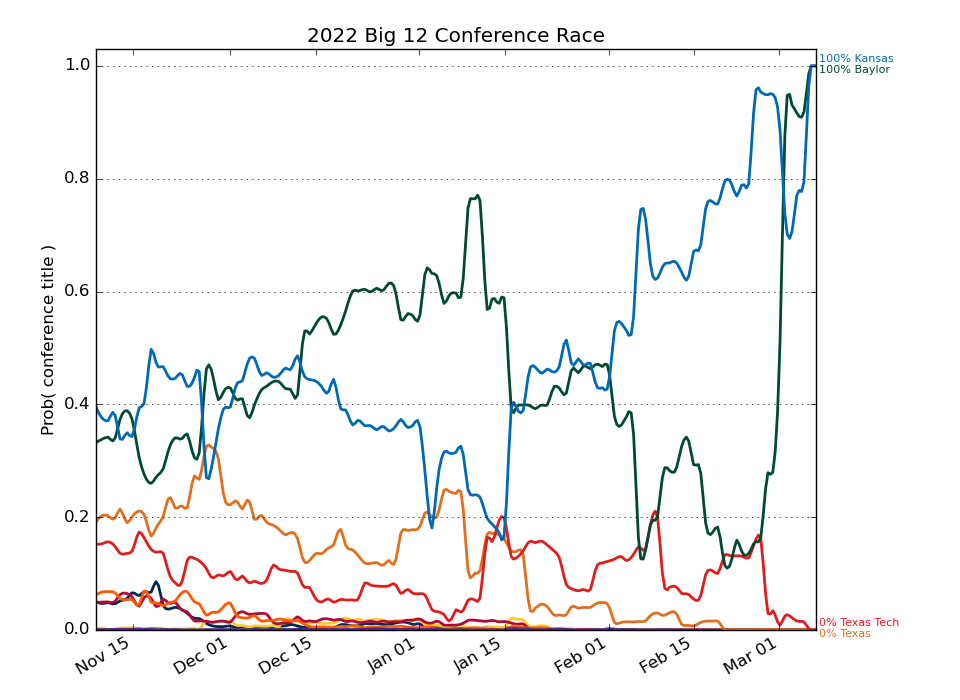 2022 Big 12 Conference Race
Prob( conference title )
1.0
0.8
0.6
0.4
0.2
0.0
Nov 15
Dec 01
Dec 15
Jan 01
Jan 15
Feb 01
Feb 15
Mar 01
100% Kansas
100% Baylor
0% Texas Tech
0% Texas